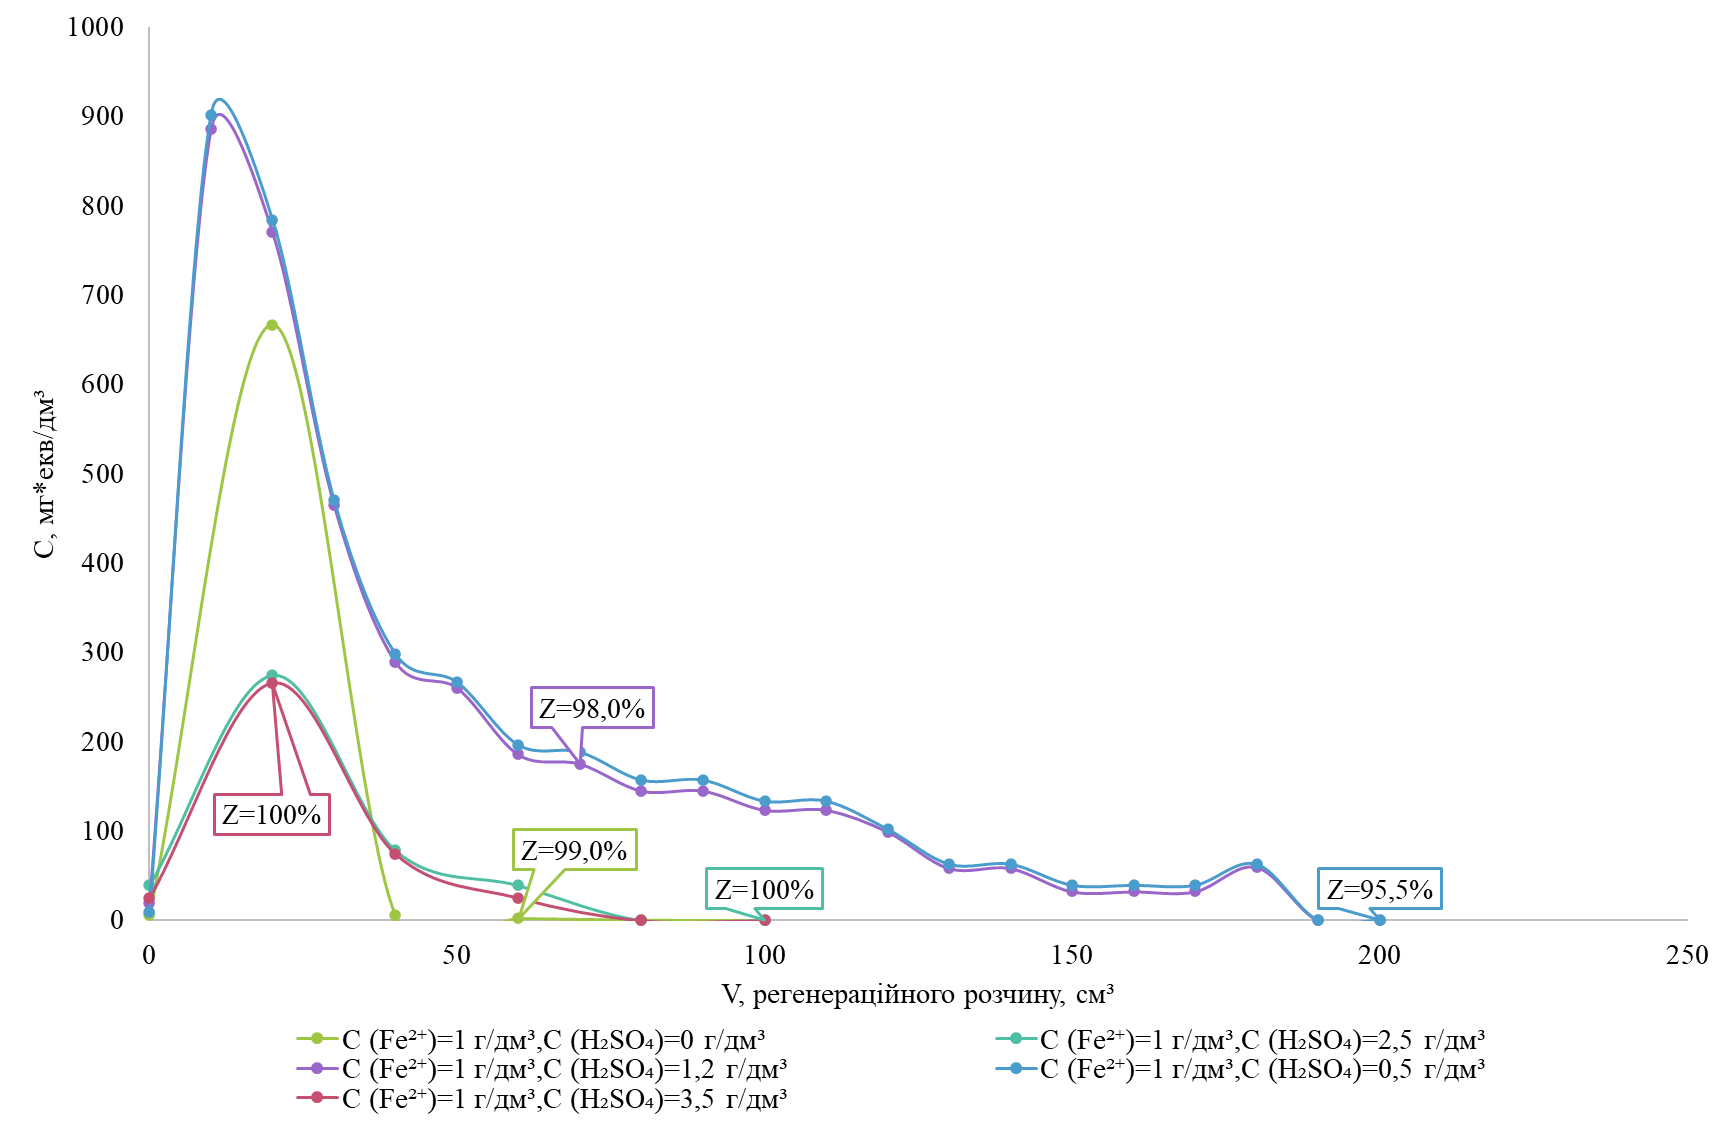 1000
900
800
700
600
500
400
300
200
100
0
С, мг*екв/дм³
Z=98,0%
Z=100%
Z=99,0%
Z=100%
Z=95,5%
0 50 100 150 200 250
V, регенераційного розчину, см³
С (Fe²⁺)=1 г/дм³,С (H₂SO₄)=0 г/дм³
С (Fe²⁺)=1 г/дм³,С (H₂SO₄)=2,5 г/дм³
С (Fe²⁺)=1 г/дм³,С (H₂SO₄)=1,2 г/дм³
С (Fe²⁺)=1 г/дм³,С (H₂SO₄)=0,5 г/дм³
С (Fe²⁺)=1 г/дм³,С (H₂SO₄)=3,5 г/дм³